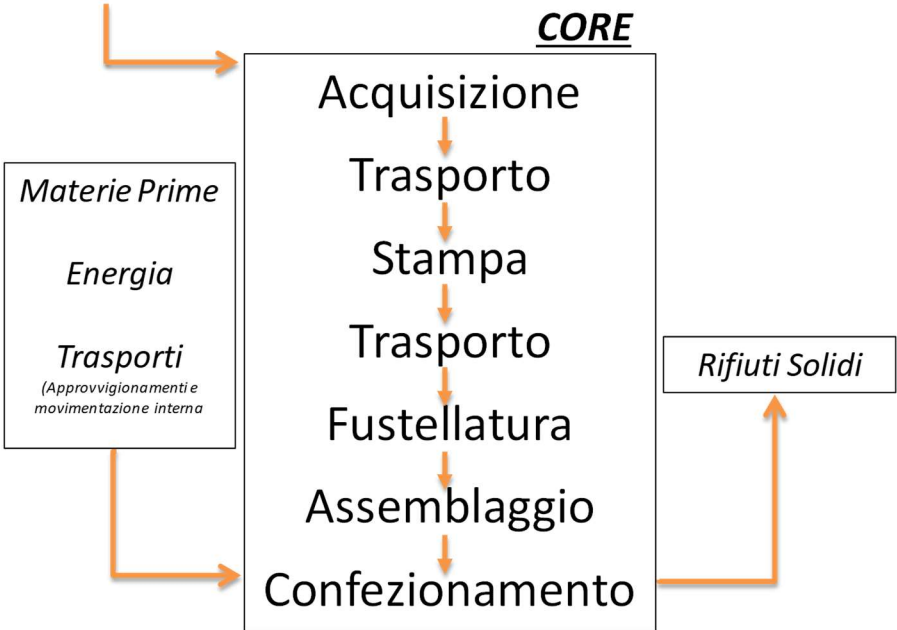 CORE
Acquisizione
Trasporto
Stampa
Trasporto
Fustellatura
Assemblaggio
Confezionamento
Materie Prime
Energia
Trasporti
(Approvvigionamenti e
movimentazione interna
Rifiuti Solidi